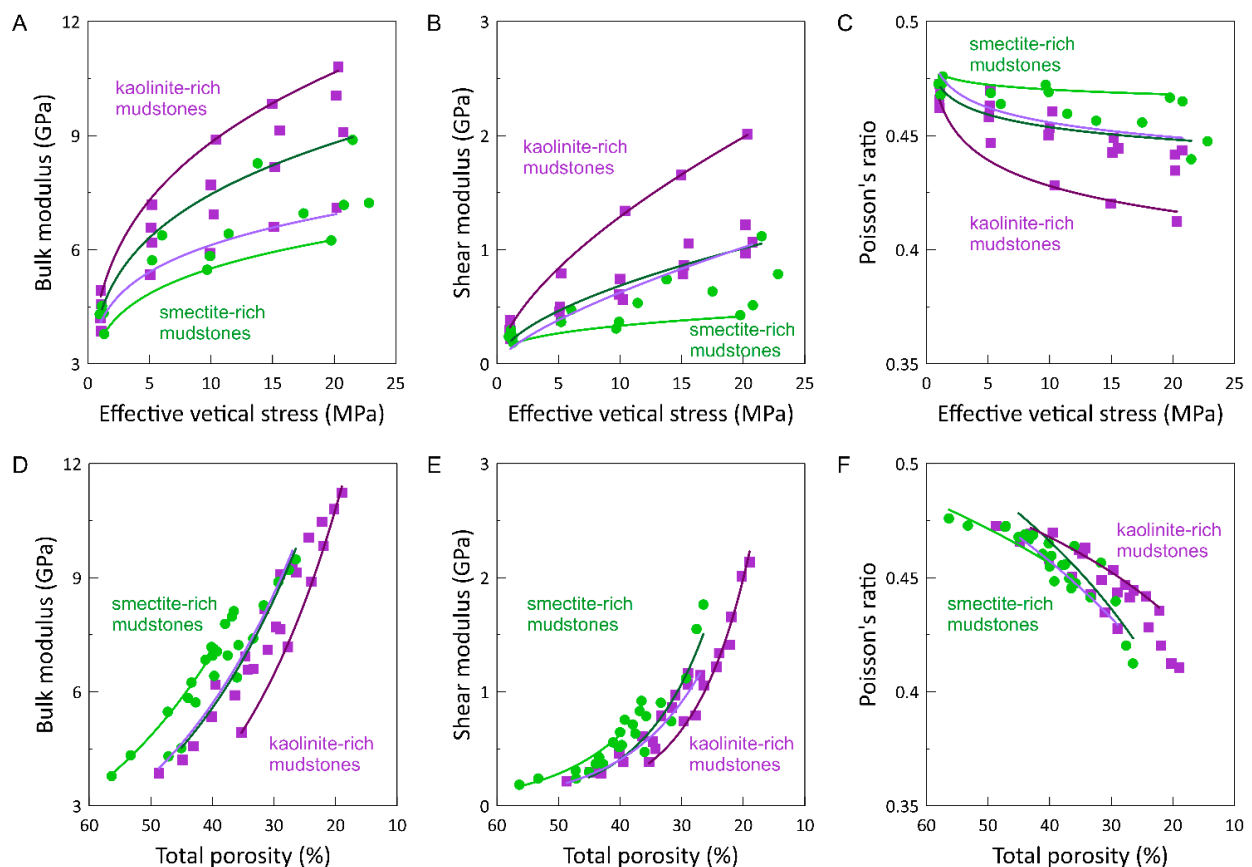 A
12
9
6
3
Bulk modulus (GPa)
kaolinite-rich
mudstones
smectite-rich
mudstones
0 5 10 15 20 25
Effective vetical stress (MPa)
B
3
2
1
0
Shear modulus (GPa)
kaolinite-rich
mudstones
smectite-rich
mudstones
0 5 10 15 20 25
Effective vetical stress (MPa)
C
0.5
0.45
0.4
0.35
Poisson's ratio
smectite-rich
mudstones
kaolinite-rich
mudstones
0 5 10 15 20 25
Effective vetical stress (MPa)
D
12
9
6
3
Bulk modulus (GPa)
smectite-rich
mudstones
kaolinite-rich
mudstones
60 50 40 30 20 10
Total porosity (%)
E
3
2
1
0
Shear modulus (GPa)
smectite-rich
mudstones
kaolinite-rich
mudstones
60 50 40 30 20 10
Total porosity (%)
F
0.5
0.45
0.4
0.35
Poisson's ratio
kaolinite-rich
mudstones
smectite-rich
mudstones
60 50 40 30 20 10
Total porosity (%)